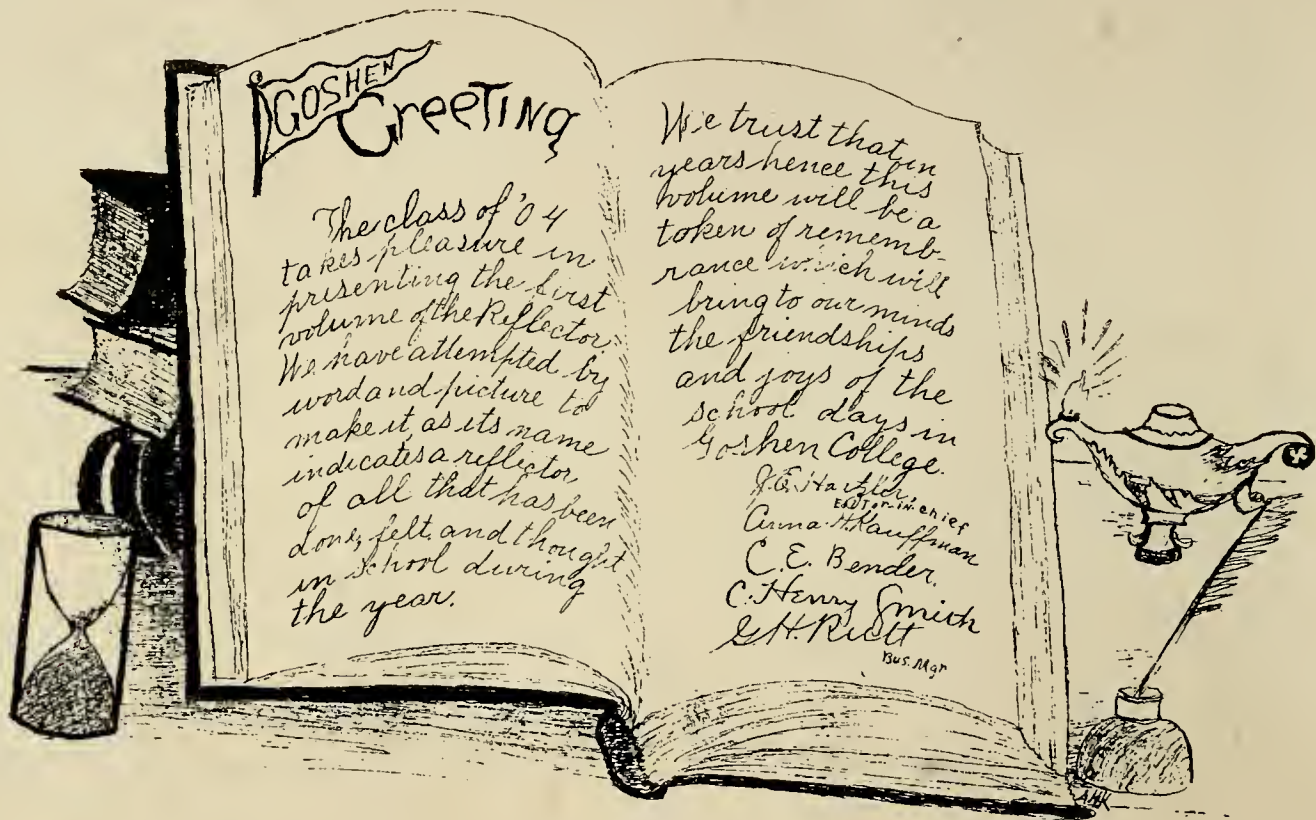 GOSHEN
Greeting
The class of '04
takes pleasure in
presenting the first
volume of the Reflector.
We have attempted by
word and picture to
make it as its name
indicates a reflector,
of all that has been
done, felt, and thought
in school during
the year.
We trust that in
years hence this
volume will be a
token of rememb-
rance which will
bring to our minds
the friendships
and joys of the
school days in
Goshen College.
J.E. Hartzler,
EDITOR-IN-chief
Anna H Kauffman
C. E. Bender,
C. Henry Smith
G.H. Rutt
Bus. Mgr
AHK